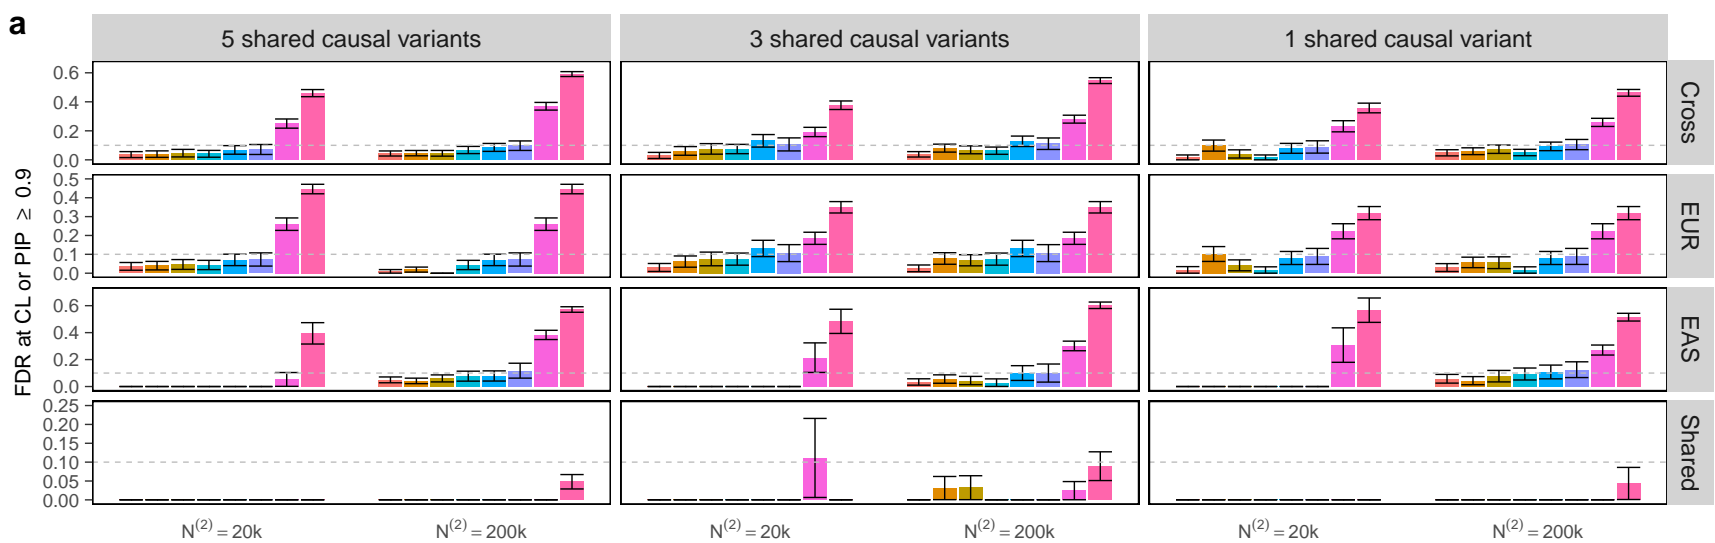 a
5 shared causal variants
3 shared causal variants
1 shared causal variant
FDR at CL or PIP ≥ 0.9
0.6
0.4
0.2
0.0
Cross
0.5
0.4
0.3
0.2
0.1
0.0
EUR
0.6
0.4
0.2
0.0
EAS
0.25
0.20
0.15
0.10
0.05
0.00
Shared
N⁽²⁾ = 20k
N⁽²⁾ = 200k
N⁽²⁾ = 20k
N⁽²⁾ = 200k
N⁽²⁾ = 20k
N⁽²⁾ = 200k